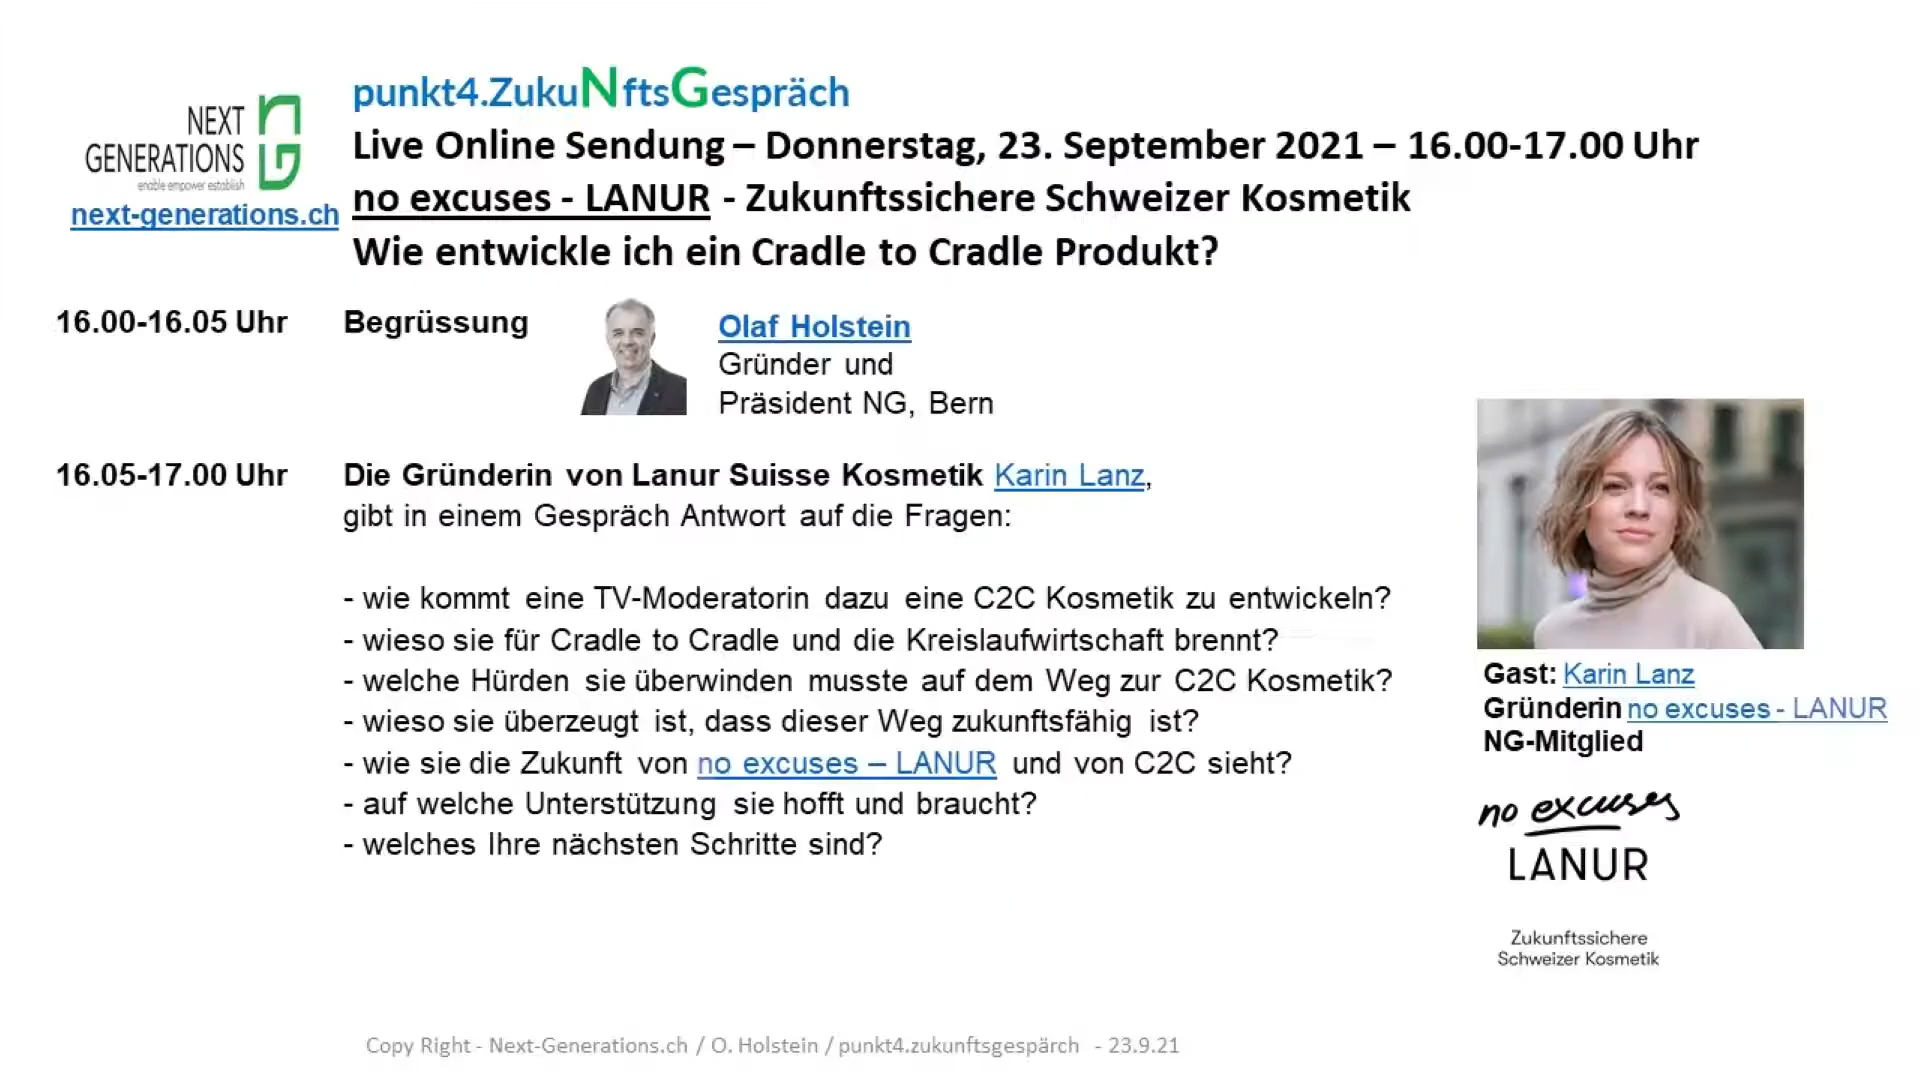 NEXT
GENERATIONS
enable empower establish
next-generations.ch
punkt4.ZukuNftsGespräch
Live Online Sendung – Donnerstag, 23. September 2021 – 16.00-17.00 Uhr
no excuses - LANUR - Zukunftssichere Schweizer Kosmetik
Wie entwickle ich ein Cradle to Cradle Produkt?
16.00-16.05 Uhr Begrüssung
Olaf Holstein
Gründer und
Präsident NG, Bern
16.05-17.00 Uhr Die Gründerin von Lanur Suisse Kosmetik Karin Lanz,
gibt in einem Gespräch Antwort auf die Fragen:
- wie kommt eine TV-Moderatorin dazu eine C2C Kosmetik zu entwickeln?
- wieso sie für Cradle to Cradle und die Kreislaufwirtschaft brennt?
- welche Hürden sie überwinden musste auf dem Weg zur C2C Kosmetik?
- wieso sie überzeugt ist, dass dieser Weg zukunftsfähig ist?
- wie sie die Zukunft von no excuses – LANUR und von C2C sieht?
- auf welche Unterstützung sie hofft und braucht?
- welches Ihre nächsten Schritte sind?
Gast: Karin Lanz
Gründerin no excuses - LANUR
NG-Mitglied
no excuses
LANUR
Zukunftssichere
Schweizer Kosmetik
Copy Right - Next-Generations.ch / O. Holstein / punkt4.zukunftsgespärch - 23.9.21